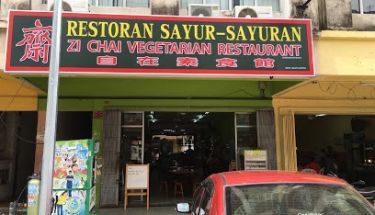 齋
RESTORAN SAYUR-SAYURAN
ZI CHAI VEGETARIAN RESTAURANT
自在素食館